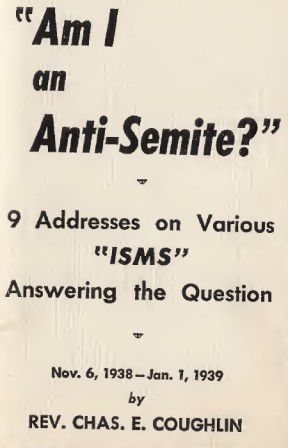 "Am I
an
Anti-Semite?"
9 Addresses on Various
"ISMS"
Answering the Question
Nov. 6, 1938—Jan. 1, 1939
by
REV. CHAS. E. COUGHLIN